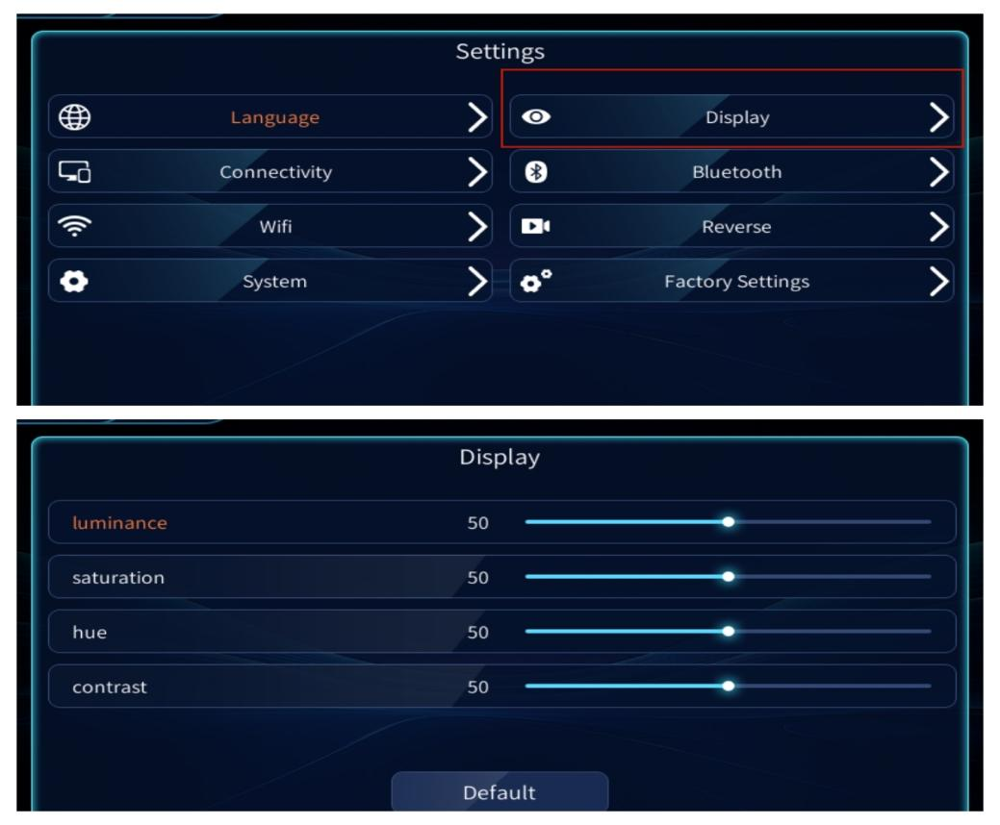 Settings
Language
Display
Connectivity
Bluetooth
Wifi
Reverse
System
Factory Settings
Display
luminance 50
saturation 50
hue 50
contrast 50
Default